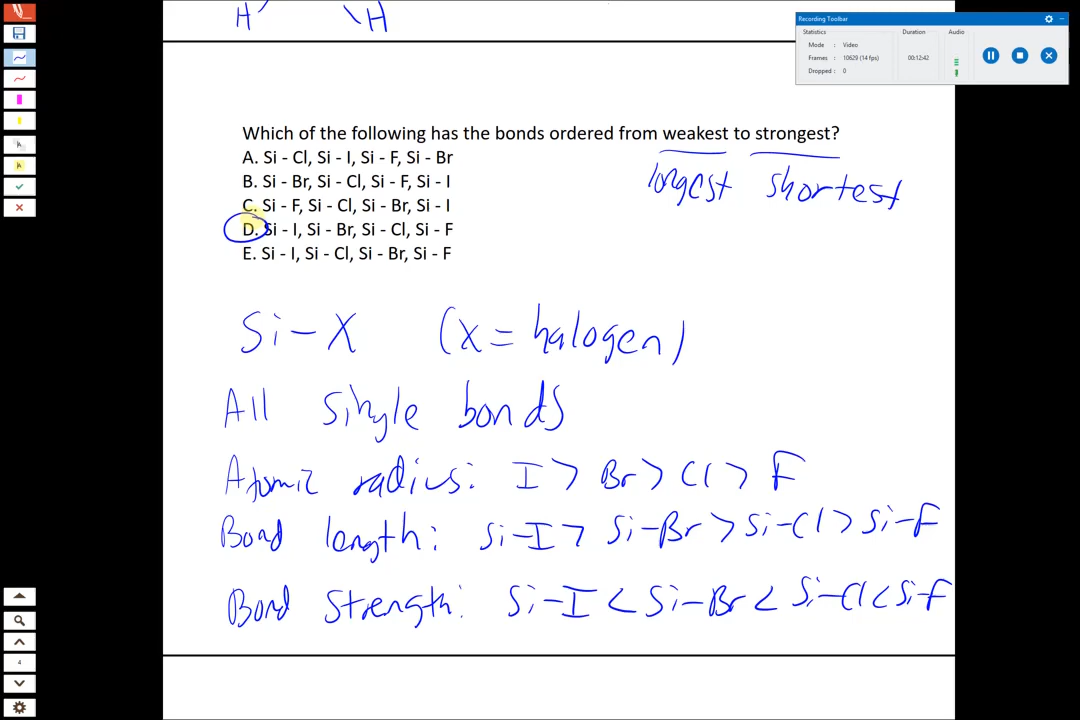 H H
Recording Toolbar
Statistics Duration Audio
Mode : Video
Frames : 10629 (14 fps) 00:12:42
Dropped : 0
Which of the following has the bonds ordered from weakest to strongest?
A. Si - Cl, Si - I, Si - F, Si - Br
B. Si - Br, Si - Cl, Si - F, Si - I
C. Si - F, Si - Cl, Si - Br, Si - I
D. Si - I, Si - Br, Si - Cl, Si - F
E. Si - I, Si - Cl, Si - Br, Si - F
longest shortest
Si-X (X = halogen)
All single bonds
Atomic radius: I > Br > Cl > F
Bond length: Si-I > Si-Br > Si-Cl > Si-F
Bond Strength: Si-I < Si-Br < Si-Cl < Si-F
4